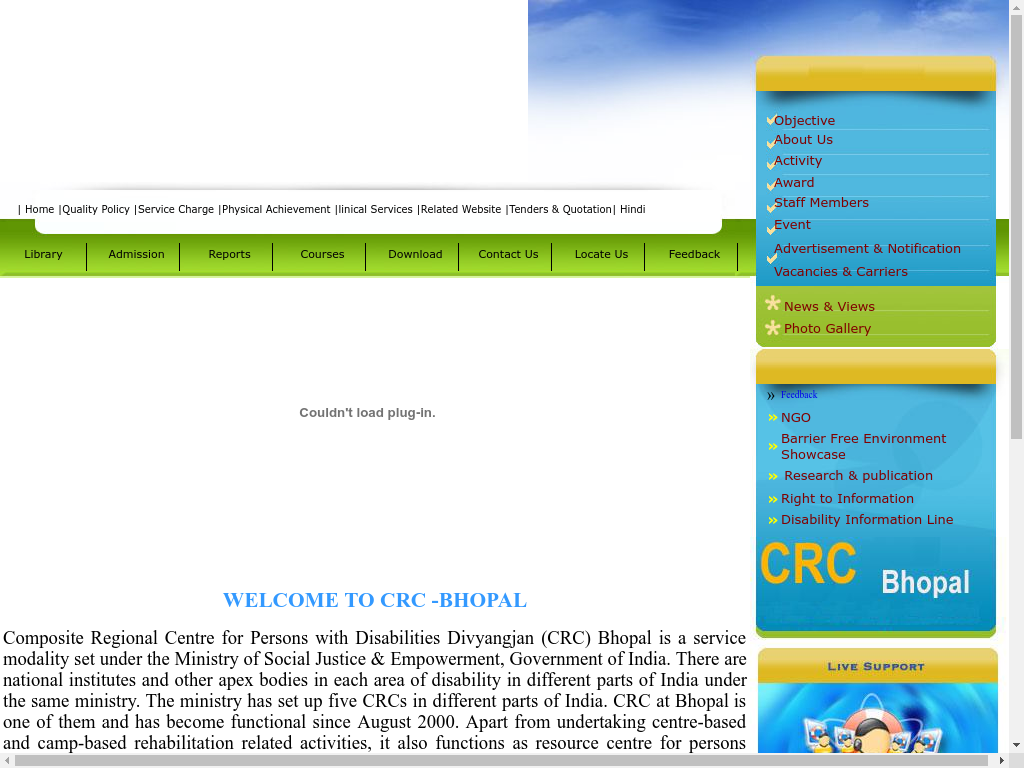 | Home |Quality Policy |Service Charge |Physical Achievement |linical Services |Related Website |Tenders & Quotation| Hindi
Library
Admission
Reports
Courses
Download
Contact Us
Locate Us
Feedback
Objective
About Us
Activity
Award
Staff Members
Event
Advertisement & Notification
Vacancies & Carriers
News & Views
Photo Gallery
» Feedback
NGO
Barrier Free Environment
Showcase
Research & publication
Right to Information
Disability Information Line
CRC
Bhopal
Live Support
Couldn't load plug-in.
WELCOME TO CRC -BHOPAL
Composite Regional Centre for Persons with Disabilities Divyangjan (CRC) Bhopal is a service
modality set under the Ministry of Social Justice & Empowerment, Government of India. There are
national institutes and other apex bodies in each area of disability in different parts of India under
the same ministry. The ministry has set up five CRCs in different parts of India. CRC at Bhopal is
one of them and has become functional since August 2000. Apart from undertaking centre-based
and camp-based rehabilitation related activities, it also functions as resource centre for persons